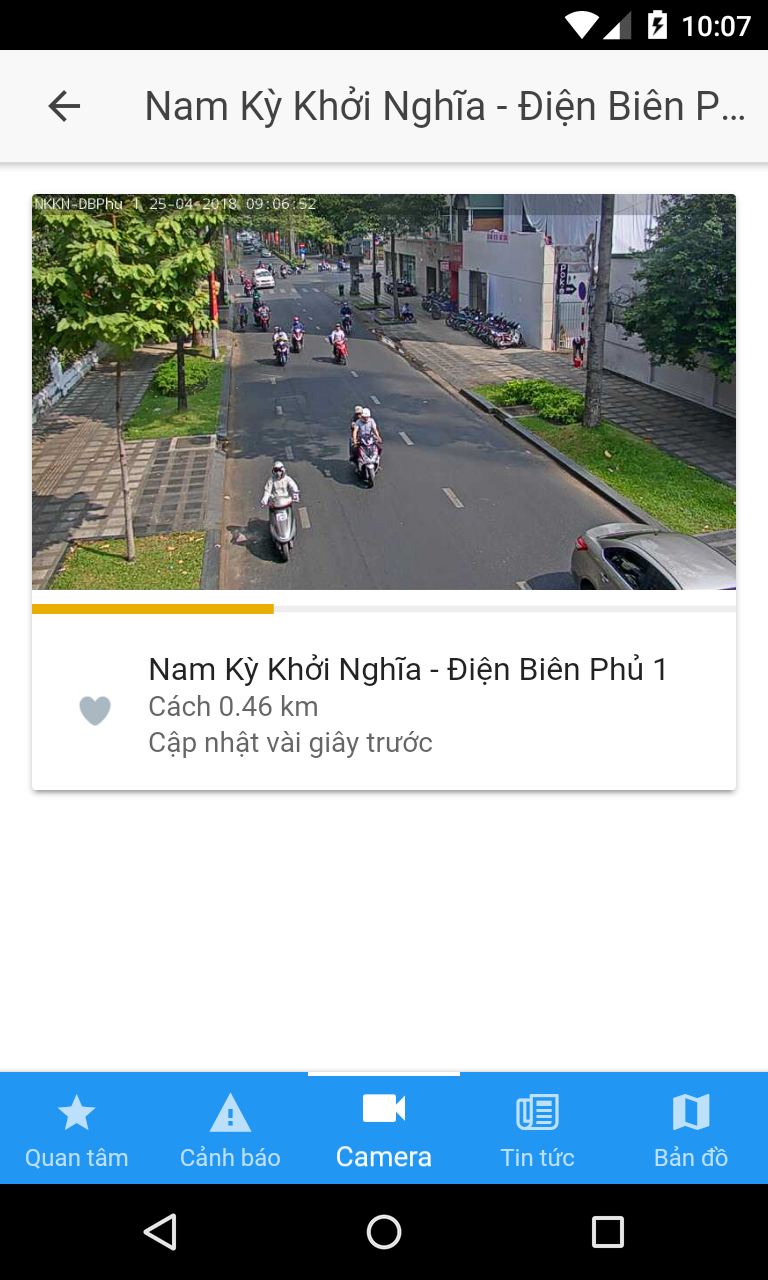 10:07
Nam Kỳ Khởi Nghĩa - Điện Biên P...
NKKN-DBPhu 1 25-04-2018 09:06:52
Nam Kỳ Khởi Nghĩa - Điện Biên Phủ 1
Cách 0.46 km
Cập nhật vài giây trước
Quan tâm
Cảnh báo
Camera
Tin tức
Bản đồ